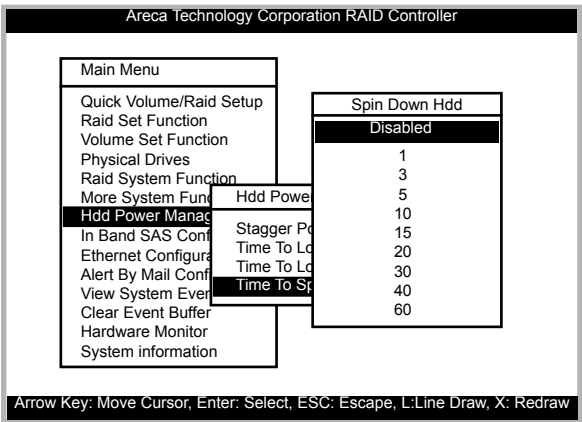 Areca Technology Corporation RAID Controller
Main Menu
Quick Volume/Raid Setup
Raid Set Function
Volume Set Function
Physical Drives
Raid System Function
More System Func
Hdd Power Manag
In Band SAS Conf
Ethernet Configura
Alert By Mail Conf
View System Even
Clear Event Buffer
Hardware Monitor
System information
Hdd Power
Stagger Po
Time To Lo
Time To Lo
Time To Sp
Spin Down Hdd
Disabled
1
3
5
10
15
20
30
40
60
Arrow Key: Move Cursor, Enter: Select, ESC: Escape, L:Line Draw, X: Redraw